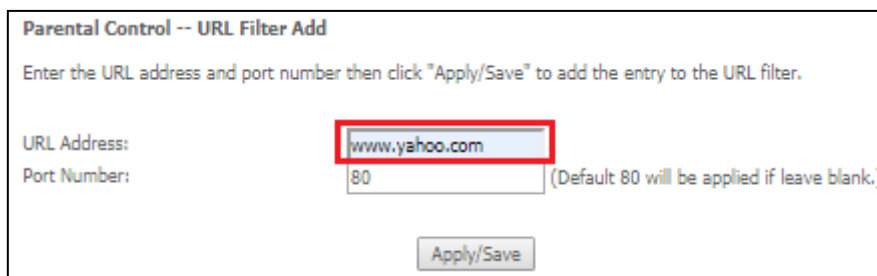 Parental Control -- URL Filter Add
Enter the URL address and port number then click "Apply/Save" to add the entry to the URL filter.
URL Address: www.yahoo.com
Port Number: 80 (Default 80 will be applied if leave blank.)
Apply/Save